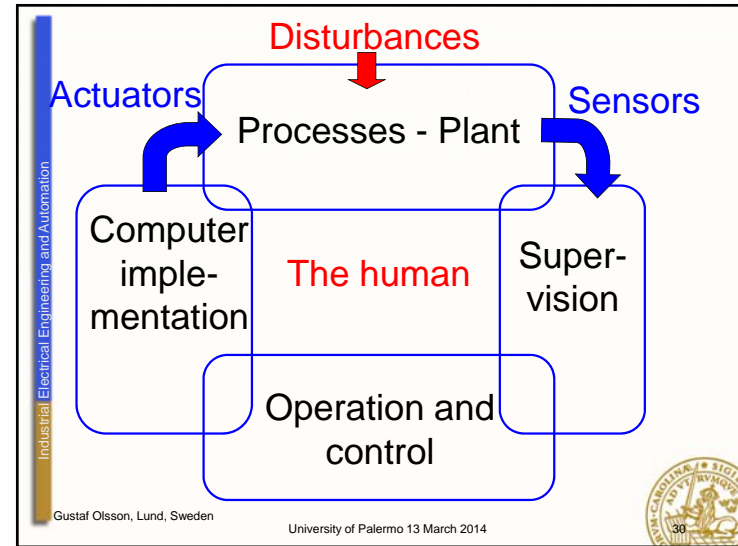 Disturbances
Actuators
Sensors
Processes - Plant
Computer
imple-
mentation
The human
Super-
vision
Operation and
control
Industrial Electrical Engineering and Automation
Gustaf Olsson, Lund, Sweden
University of Palermo 13 March 2014
30